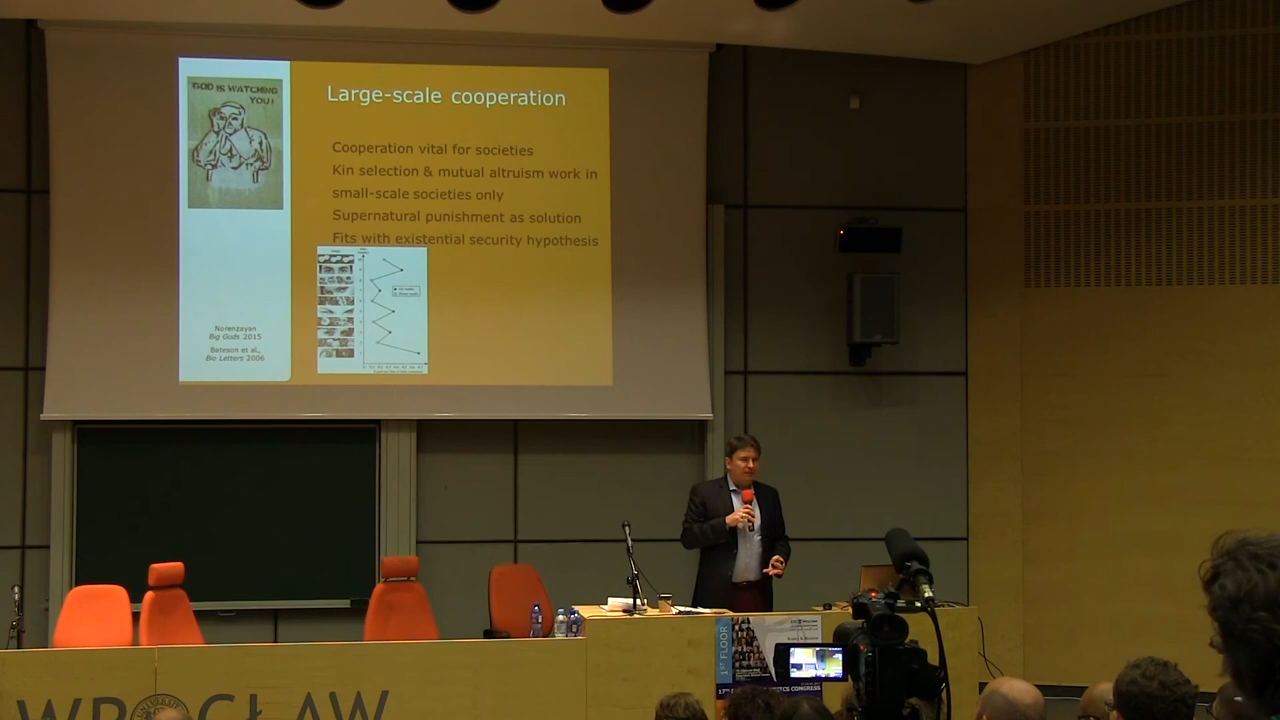 GOD IS WATCHING
YOU!
Large-scale cooperation
Cooperation vital for societies
Kin selection & mutual altruism work in
small-scale societies only
Supernatural punishment as solution
Fits with existential security hypothesis
Norenzayan
Big Gods 2015
Bateson et al.,
Bio Letters 2006
1ST FLOOR
CONGRESS
WROCŁAW